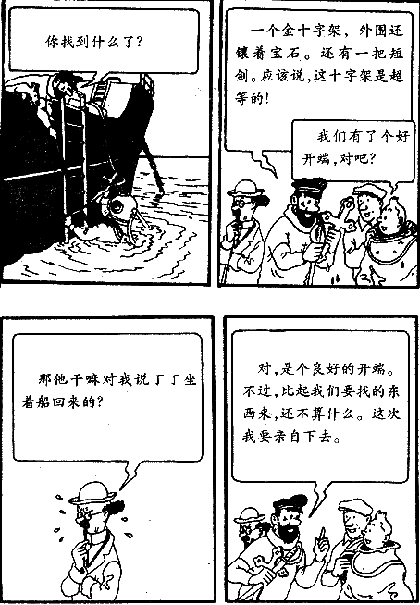 你找到什么了?
一个金十字架，外围还
镶着宝石。还有一把短
剑。应该说，这十字架是超
等的!
我们有了个好
开端，对吧?
那他干嘛对我说丁丁坐
着船回来的?
对，是个良好的开端。
不过，比起我们要找的东
西来，还不算什么。这次
我要亲自下去。